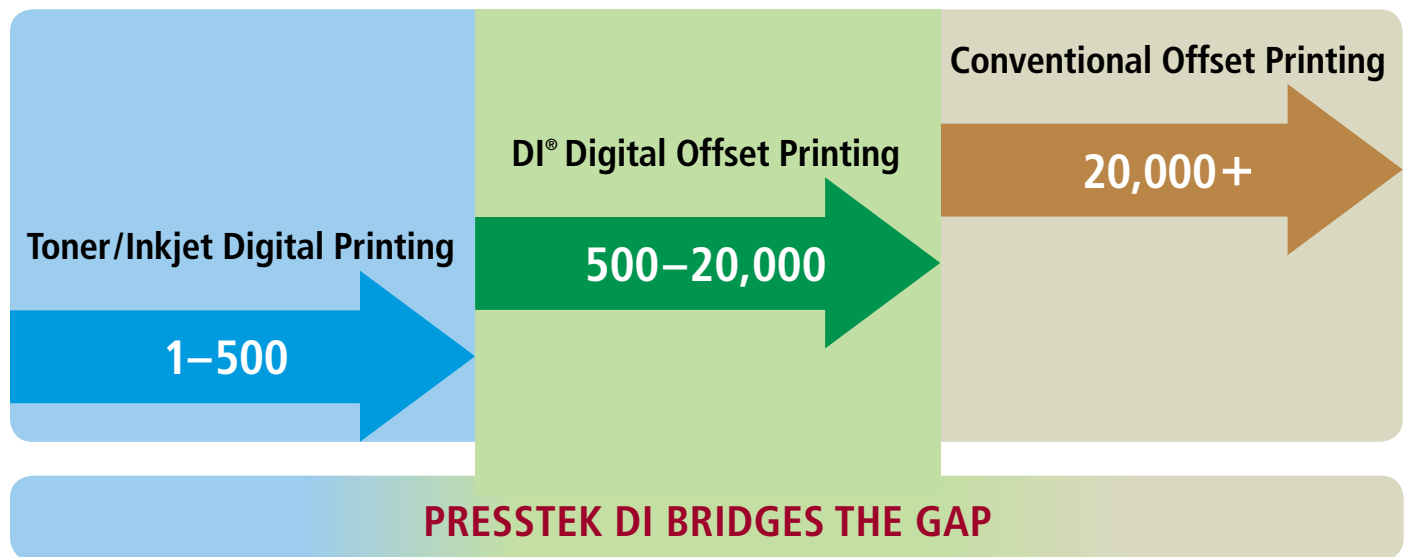 Toner/Inkjet Digital Printing
1–500
DI® Digital Offset Printing
500–20,000
Conventional Offset Printing
20,000+
PRESSTEK DI BRIDGES THE GAP